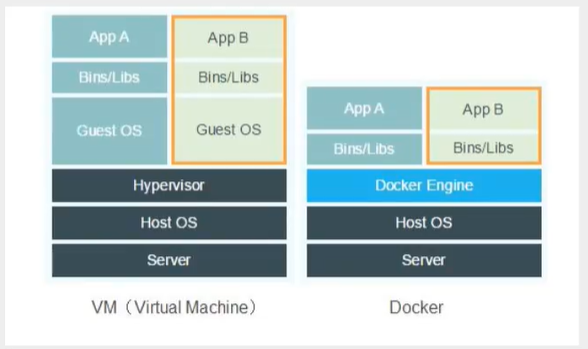 App A
App B
Bins/Libs
Bins/Libs
Guest OS
Guest OS
Hypervisor
Host OS
Server
VM（Virtual Machine）
App A
App B
Bins/Libs
Bins/Libs
Docker Engine
Host OS
Server
Docker